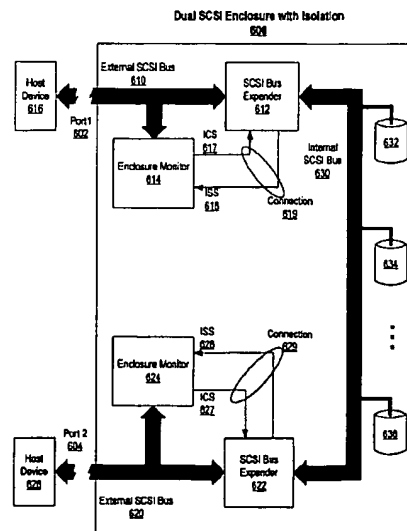 Dual SCSI Enclosure with Isolation
606
External SCSI Bus
610
Host
Device
616
Port1
602
SCSI Bus
Expander
612
ICS
617
Enclosure Monitor
614
ISS
618
Connection
619
Internal
SCSI Bus
630
632
634
ISS
628
Connection
629
Enclosure Monitor
624
ICS
627
636
Port 2
604
Host
Device
626
SCSI Bus
Expander
622
External SCSI Bus
620